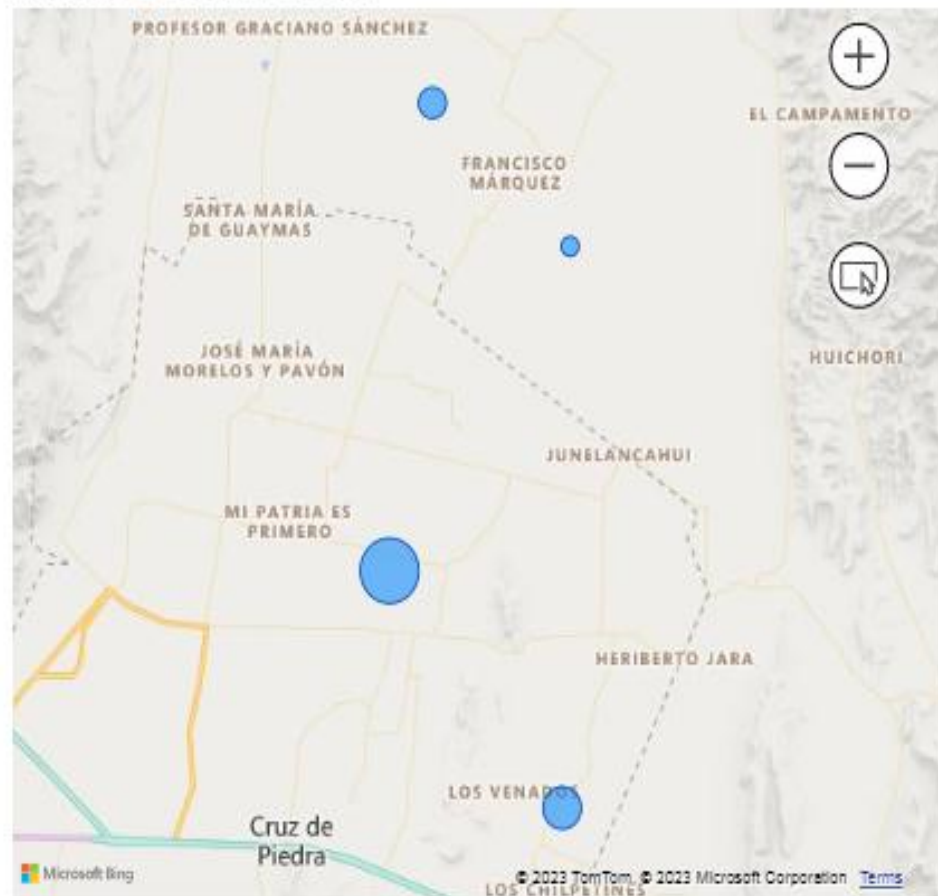 PROFESOR GRACIANO SÁNCHEZ
EL CAMPAMENTO
FRANCISCO
MÁRQUEZ
SANTA MARÍA
DE GUAYMAS
JOSÉ MARÍA
MORELOS Y PAVÓN
HUICHORI
JUNELANCAHUI
MI PATRIA ES
PRIMERO
HERIBERTO JARA
LOS VENADOS
Cruz de
Piedra
Microsoft Bing
© 2023 TomTom, © 2023 Microsoft Corporation Terms
LOS CHILPETINES